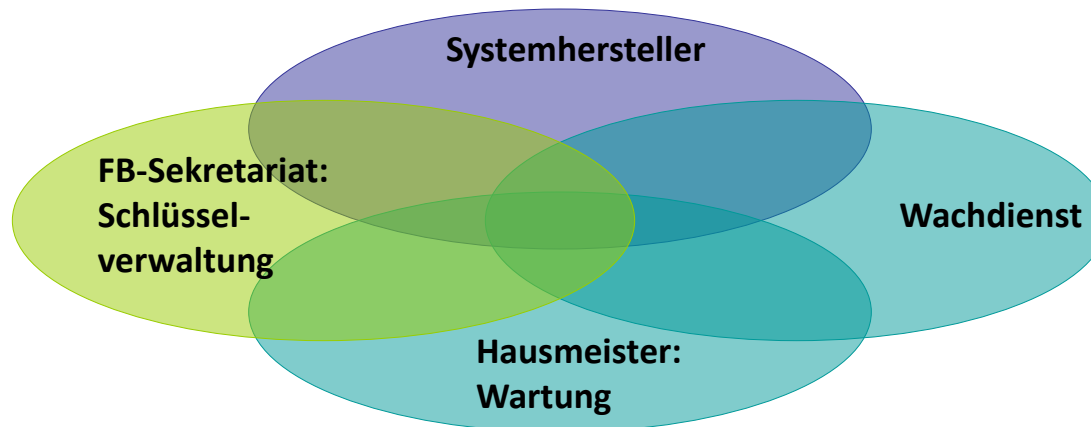 Systemhersteller
FB-Sekretariat:
Schlüssel-
verwaltung
Wachdienst
Hausmeister:
Wartung